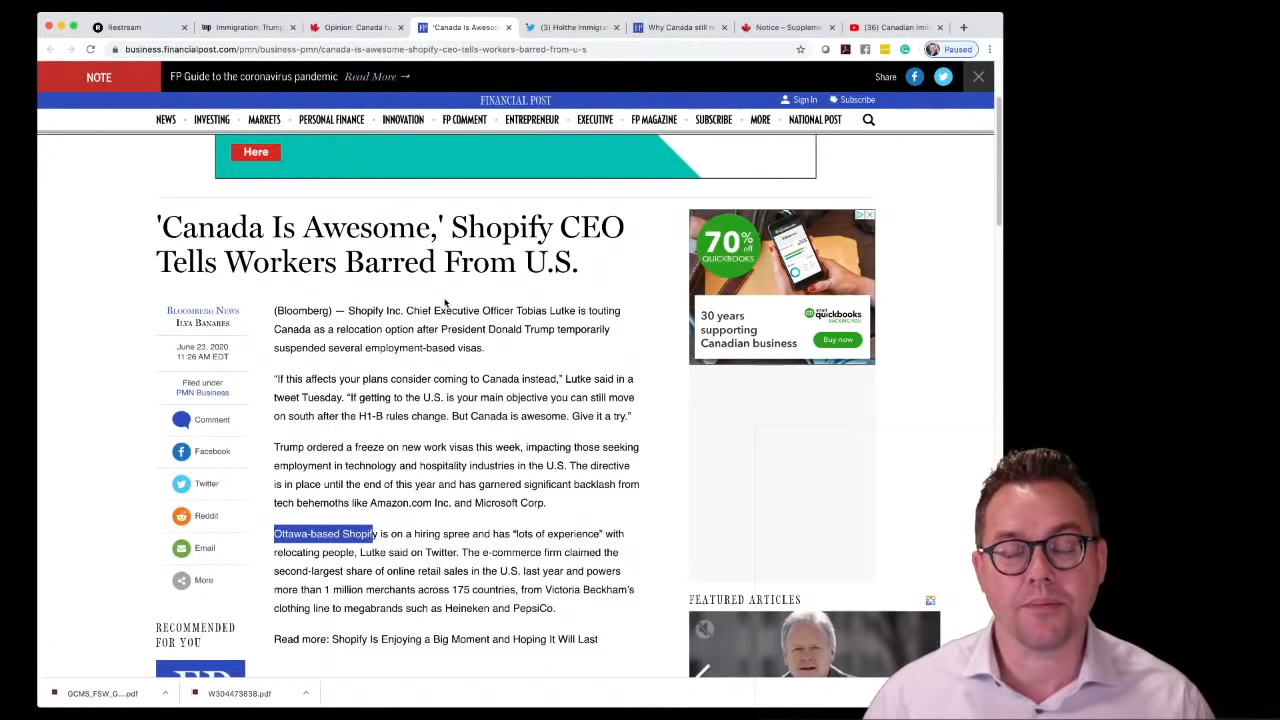 Restream
Immigration: Trump
Opinion: Canada h
'Canada Is Awesom
(3) Holthe Immigra
Why Canada still n
Notice – Suppleme
(36) Canadian Imm
business.financialpost.com/pmn/business-pmn/canada-is-awesome-shopify-ceo-tells-workers-barred-from-u-s
Paused
NOTE
FP Guide to the coronavirus pandemic Read More →
Share
FINANCIAL POST
Sign In
Subscribe
NEWS INVESTING MARKETS PERSONAL FINANCE INNOVATION FP COMMENT ENTREPRENEUR EXECUTIVE FP MAGAZINE SUBSCRIBE MORE NATIONAL POST
Here
'Canada Is Awesome,' Shopify CEO
Tells Workers Barred From U.S.
BLOOMBERG NEWS
ILYA BANARES
June 23, 2020
11:26 AM EDT
Filed under
PMN Business
Comment
Facebook
Twitter
Reddit
Email
More
RECOMMENDED
FOR YOU
FP
(Bloomberg) — Shopify Inc. Chief Executive Officer Tobias Lutke is touting
Canada as a relocation option after President Donald Trump temporarily
suspended several employment-based visas.
“If this affects your plans consider coming to Canada instead,” Lutke said in a
tweet Tuesday. “If getting to the U.S. is your main objective you can still move
on south after the H1-B rules change. But Canada is awesome. Give it a try.”
Trump ordered a freeze on new work visas this week, impacting those seeking
employment in technology and hospitality industries in the U.S. The directive
is in place until the end of this year and has garnered significant backlash from
tech behemoths like Amazon.com Inc. and Microsoft Corp.
Ottawa-based Shopify is on a hiring spree and has “lots of experience” with
relocating people, Lutke said on Twitter. The e-commerce firm claimed the
second-largest share of online retail sales in the U.S. last year and powers
more than 1 million merchants across 175 countries, from Victoria Beckham’s
clothing line to megabrands such as Heineken and PepsiCo.
Read more: Shopify Is Enjoying a Big Moment and Hoping It Will Last
70% off
QUICKBOOKS
30 years
supporting
Canadian business
intuit quickbooks.
BACKING YOU
Buy now
FEATURED ARTICLES
GCMS_FSW_G....pdf
W304473838.pdf